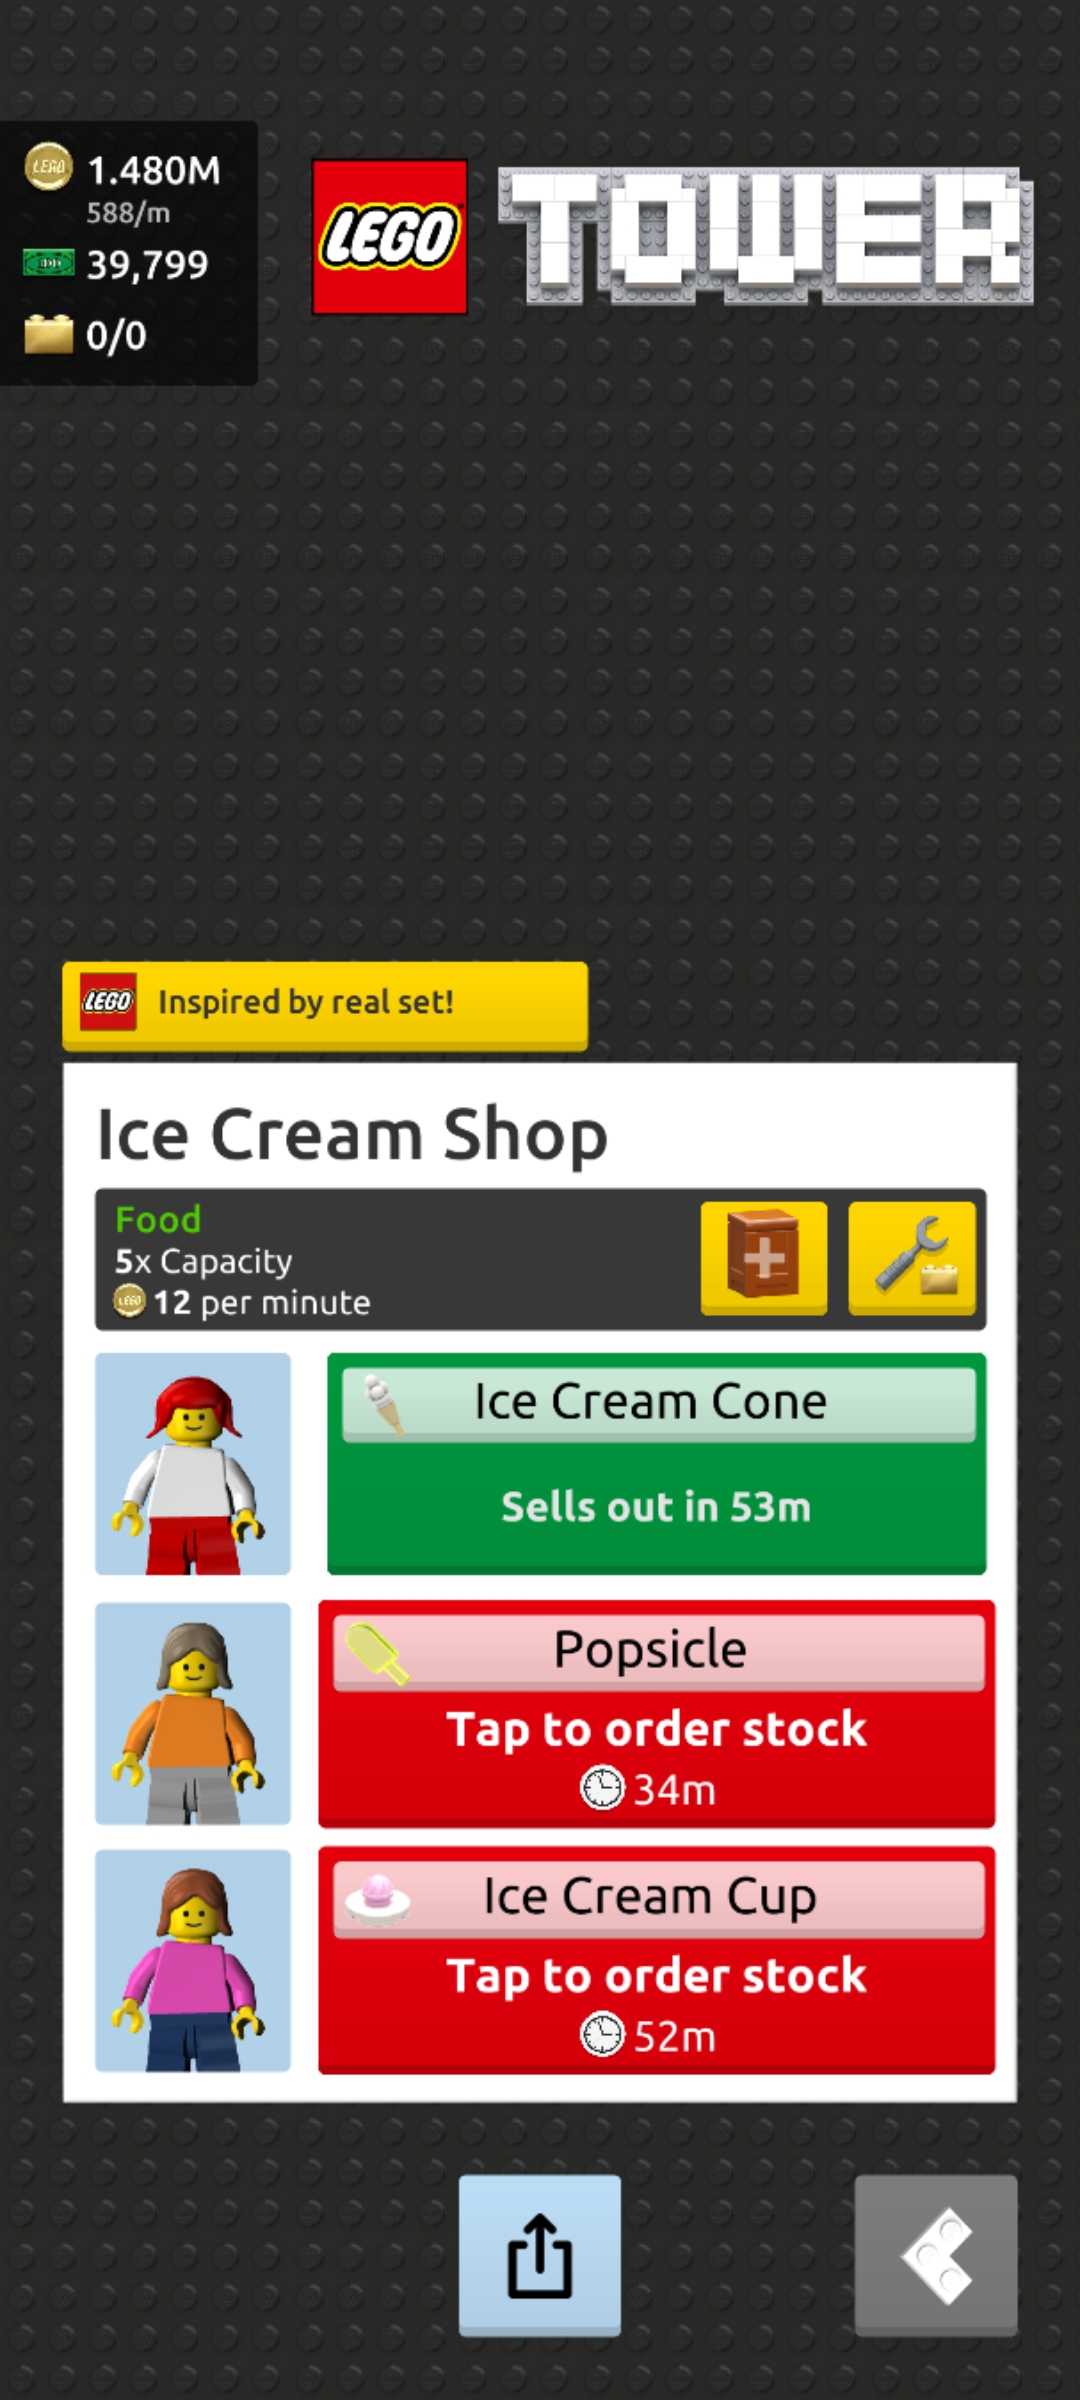 1.480M
588/m
39,799
0/0
LEGO TOWER
LEGO Inspired by real set!
Ice Cream Shop
Food
5x Capacity
12 per minute
Ice Cream Cone
Sells out in 53m
Popsicle
Tap to order stock
34m
Ice Cream Cup
Tap to order stock
52m